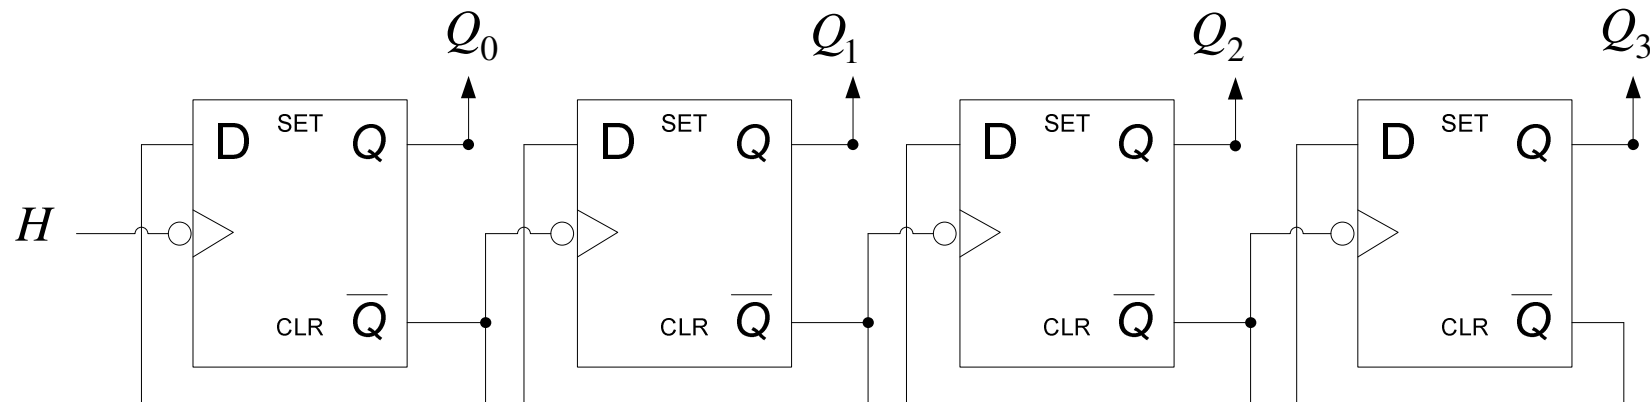 Q0 Q1 Q2 Q3
D SET Q D SET Q D SET Q D SET Q
H
CLR Q̅ CLR Q̅ CLR Q̅ CLR Q̅